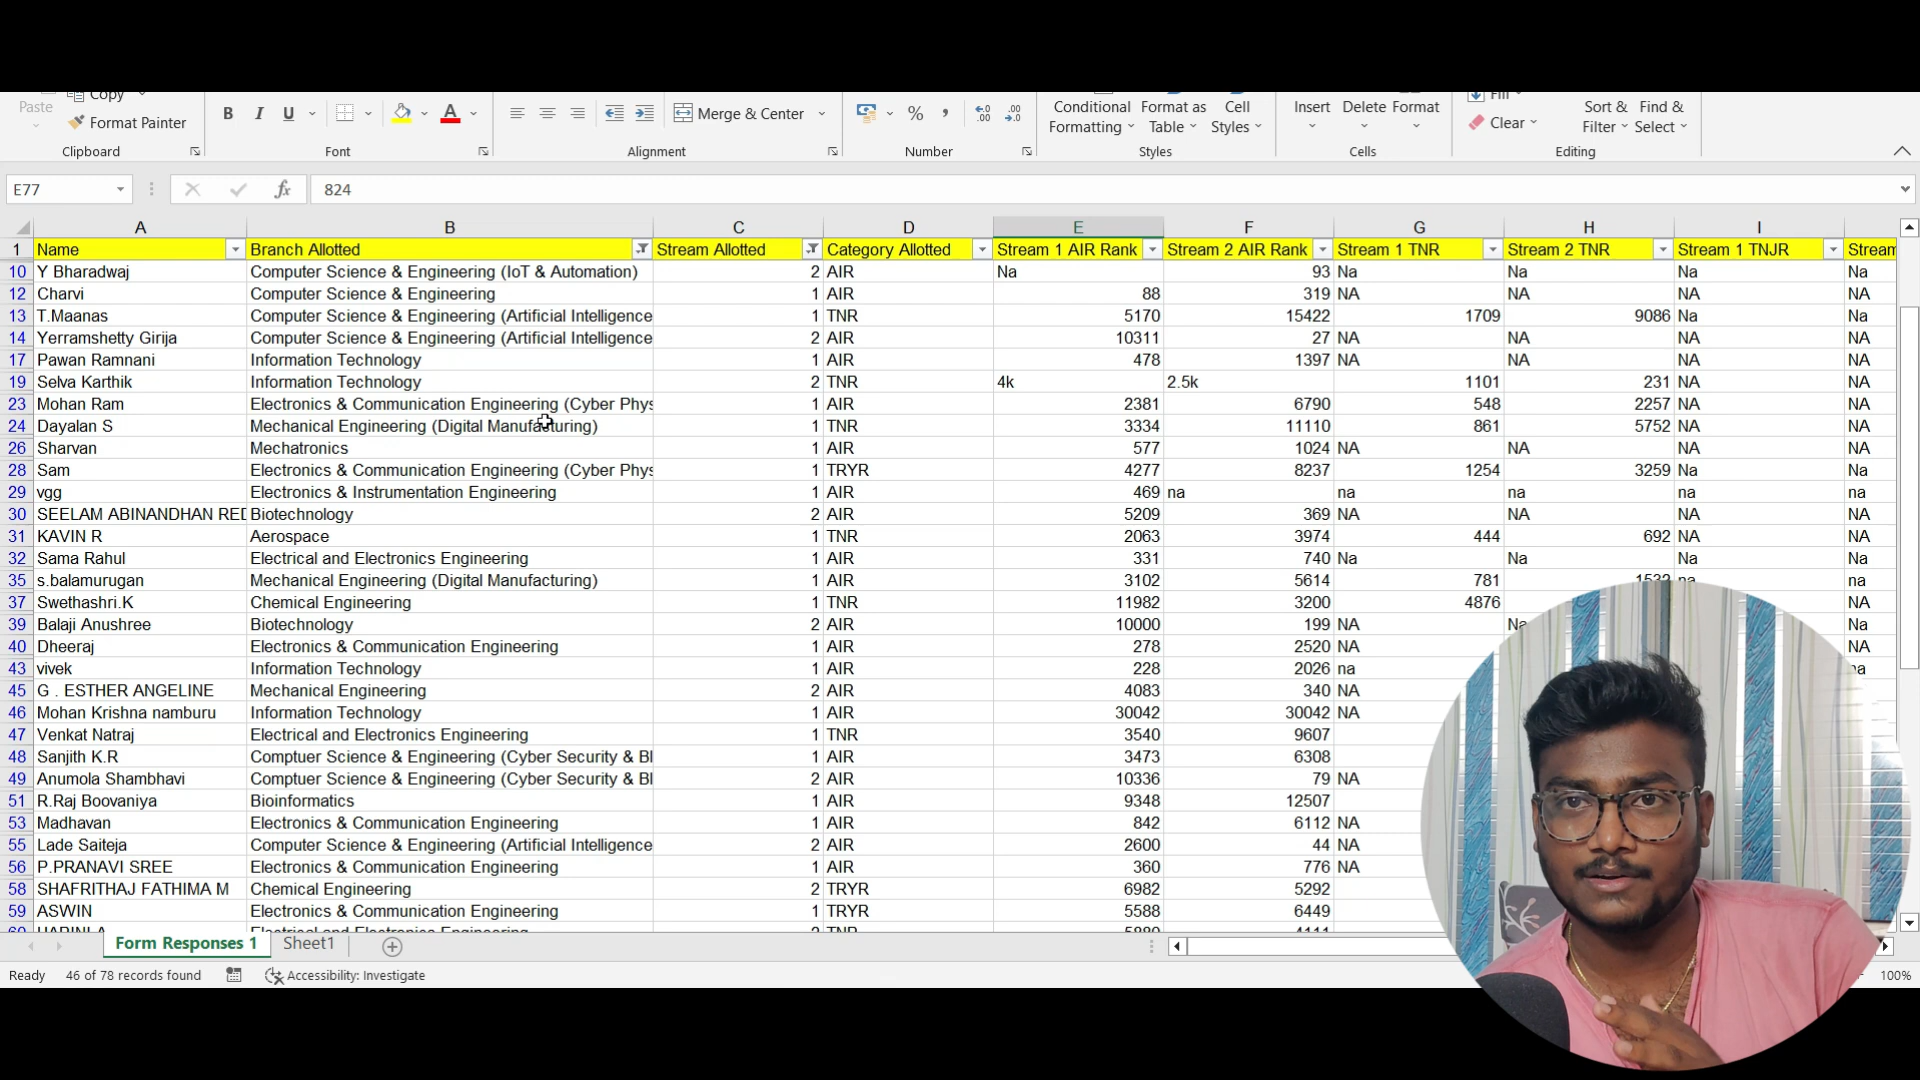 Copy
Fill
Paste
Format Painter
B I U A
Merge & Center
% ,
Conditional Formatting
Format as Table
Cell Styles
Insert Delete Format
Clear
Sort & Filter
Find & Select
Clipboard Font Alignment Number Styles Cells Editing
E77 fx 824
A B C D E F G H I
1 Name Branch Allotted Stream Allotted Category Allotted Stream 1 AIR Rank Stream 2 AIR Rank Stream 1 TNR Stream 2 TNR Stream 1 TNJR Stream
10 Y Bharadwaj Computer Science & Engineering (IoT & Automation) 2 AIR Na 93 Na Na Na Na
12 Charvi Computer Science & Engineering 1 AIR 88 319 NA NA NA NA
13 T.Maanas Computer Science & Engineering (Artificial Intelligence 1 TNR 5170 15422 1709 9086 Na Na
14 Yerramshetty Girija Computer Science & Engineering (Artificial Intelligence 2 AIR 10311 27 NA NA NA NA
17 Pawan Ramnani Information Technology 1 AIR 478 1397 NA NA NA NA
19 Selva Karthik Information Technology 2 TNR 4k 2.5k 1101 231 NA NA
23 Mohan Ram Electronics & Communication Engineering (Cyber Phys 1 AIR 2381 6790 548 2257 NA NA
24 Dayalan S Mechanical Engineering (Digital Manufacturing) 1 TNR 3334 11110 861 5752 NA NA
26 Sharvan Mechatronics 1 AIR 577 1024 NA NA NA NA
28 Sam Electronics & Communication Engineering (Cyber Phys 1 TRYR 4277 8237 1254 3259 Na Na
29 vgg Electronics & Instrumentation Engineering 1 AIR 469 na na na na na
30 SEELAM ABINANDHAN RED Biotechnology 2 AIR 5209 369 NA NA NA NA
31 KAVIN R Aerospace 1 TNR 2063 3974 444 692 NA NA
32 Sama Rahul Electrical and Electronics Engineering 1 AIR 331 740 Na Na Na Na
35 s.balamurugan Mechanical Engineering (Digital Manufacturing) 1 AIR 3102 5614 781 1532 na na
37 Swethashri.K Chemical Engineering 1 TNR 11982 3200 4876 NA
39 Balaji Anushree Biotechnology 2 AIR 10000 199 NA Na Na
40 Dheeraj Electronics & Communication Engineering 1 AIR 278 2520 NA NA
43 vivek Information Technology 1 AIR 228 2026 na na
45 G . ESTHER ANGELINE Mechanical Engineering 2 AIR 4083 340 NA
46 Mohan Krishna namburu Information Technology 1 AIR 30042 30042 NA
47 Venkat Natraj Electrical and Electronics Engineering 1 TNR 3540 9607
48 Sanjith K.R Comptuer Science & Engineering (Cyber Security & Bl 1 AIR 3473 6308
49 Anumola Shambhavi Comptuer Science & Engineering (Cyber Security & Bl 2 AIR 10336 79 NA
51 R.Raj Boovaniya Bioinformatics 1 AIR 9348 12507
53 Madhavan Electronics & Communication Engineering 1 AIR 842 6112 NA
55 Lade Saiteja Computer Science & Engineering (Artificial Intelligence 2 AIR 2600 44 NA
56 P.PRANAVI SREE Electronics & Communication Engineering 1 AIR 360 776 NA
58 SHAFRITHAJ FATHIMA M Chemical Engineering 2 TRYR 6982 5292
59 ASWIN Electronics & Communication Engineering 1 TRYR 5588 6449
Form Responses 1 Sheet1
Ready 46 of 78 records found Accessibility: Investigate 100%